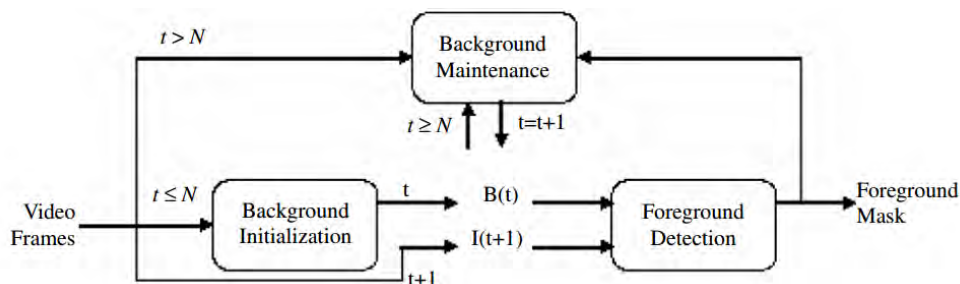 t > N
Background
Maintenance
t ≥ N
t=t+1
Video
Frames
t ≤ N
Background
Initialization
t
t+1
B(t)
I(t+1)
Foreground
Detection
Foreground
Mask